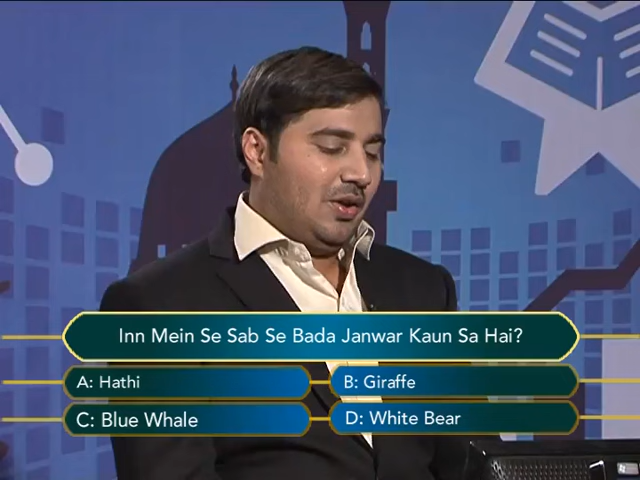 Inn Mein Se Sab Se Bada Janwar Kaun Sa Hai?
A: Hathi
B: Giraffe
C: Blue Whale
D: White Bear